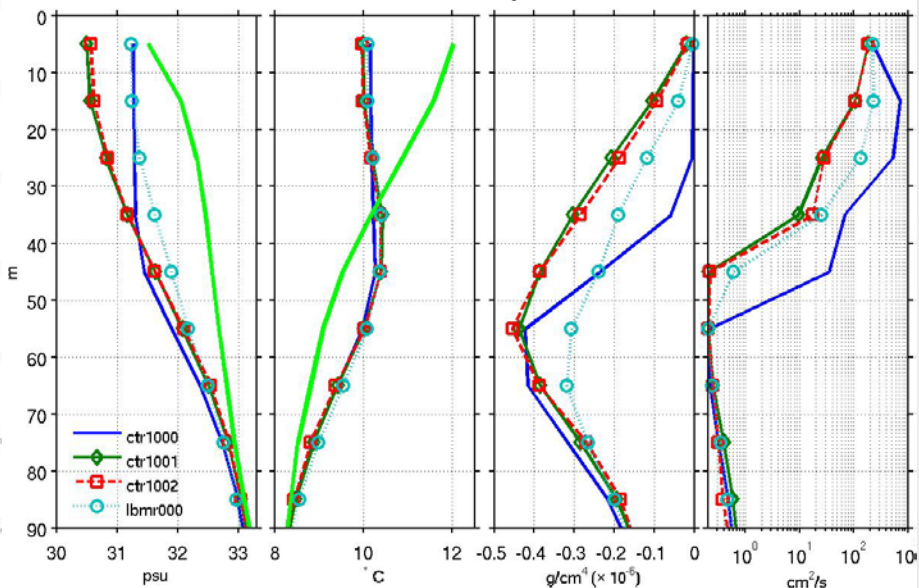 0
10
20
30
40
50
60
70
80
90
m
ctr1000
ctr1001
ctr1002
lbmr000
30 31 32 33
psu
8 10 12
° C
-0.5 -0.4 -0.3 -0.2 -0.1 0
g/cm⁴ (× 10⁻⁶)
10⁰ 10¹ 10² 10³
cm²/s